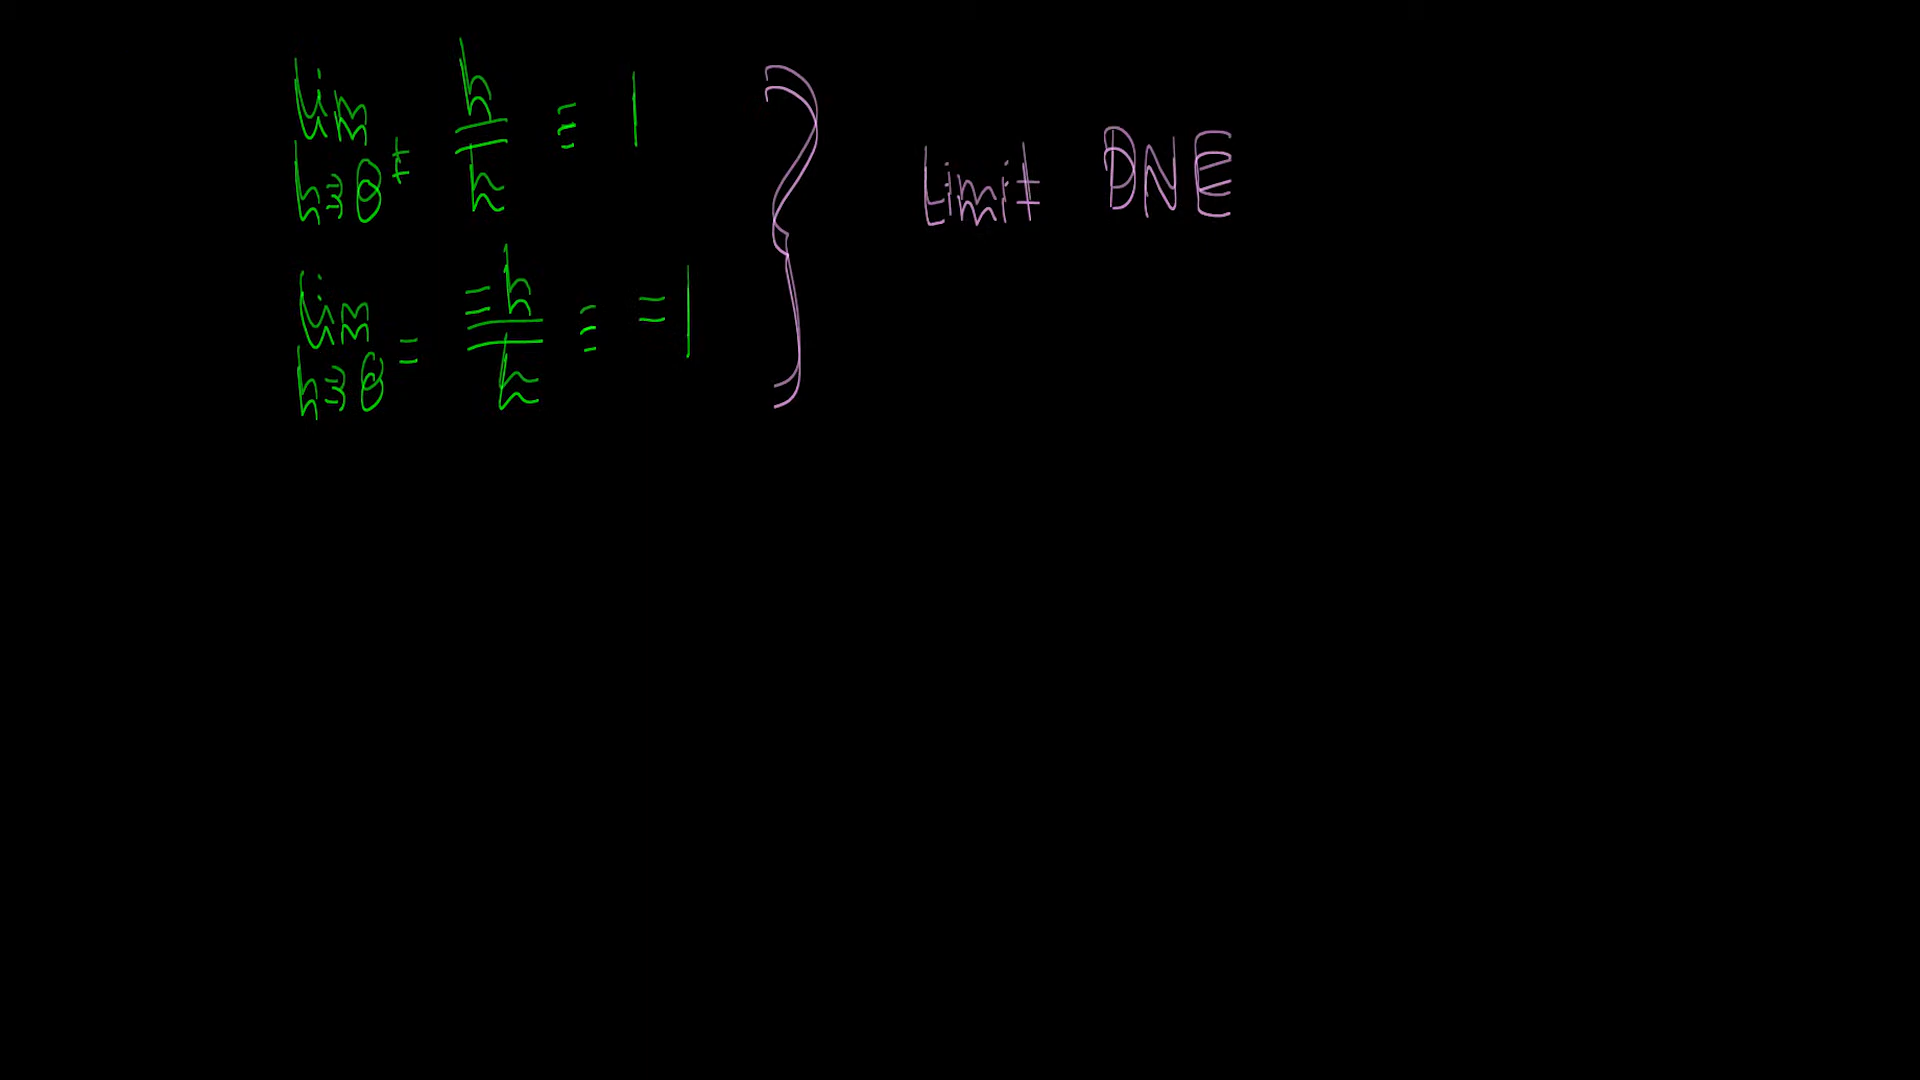 lim h→0⁺ h/h = 1
lim h→0⁻ -h/h = -1
Limit DNE